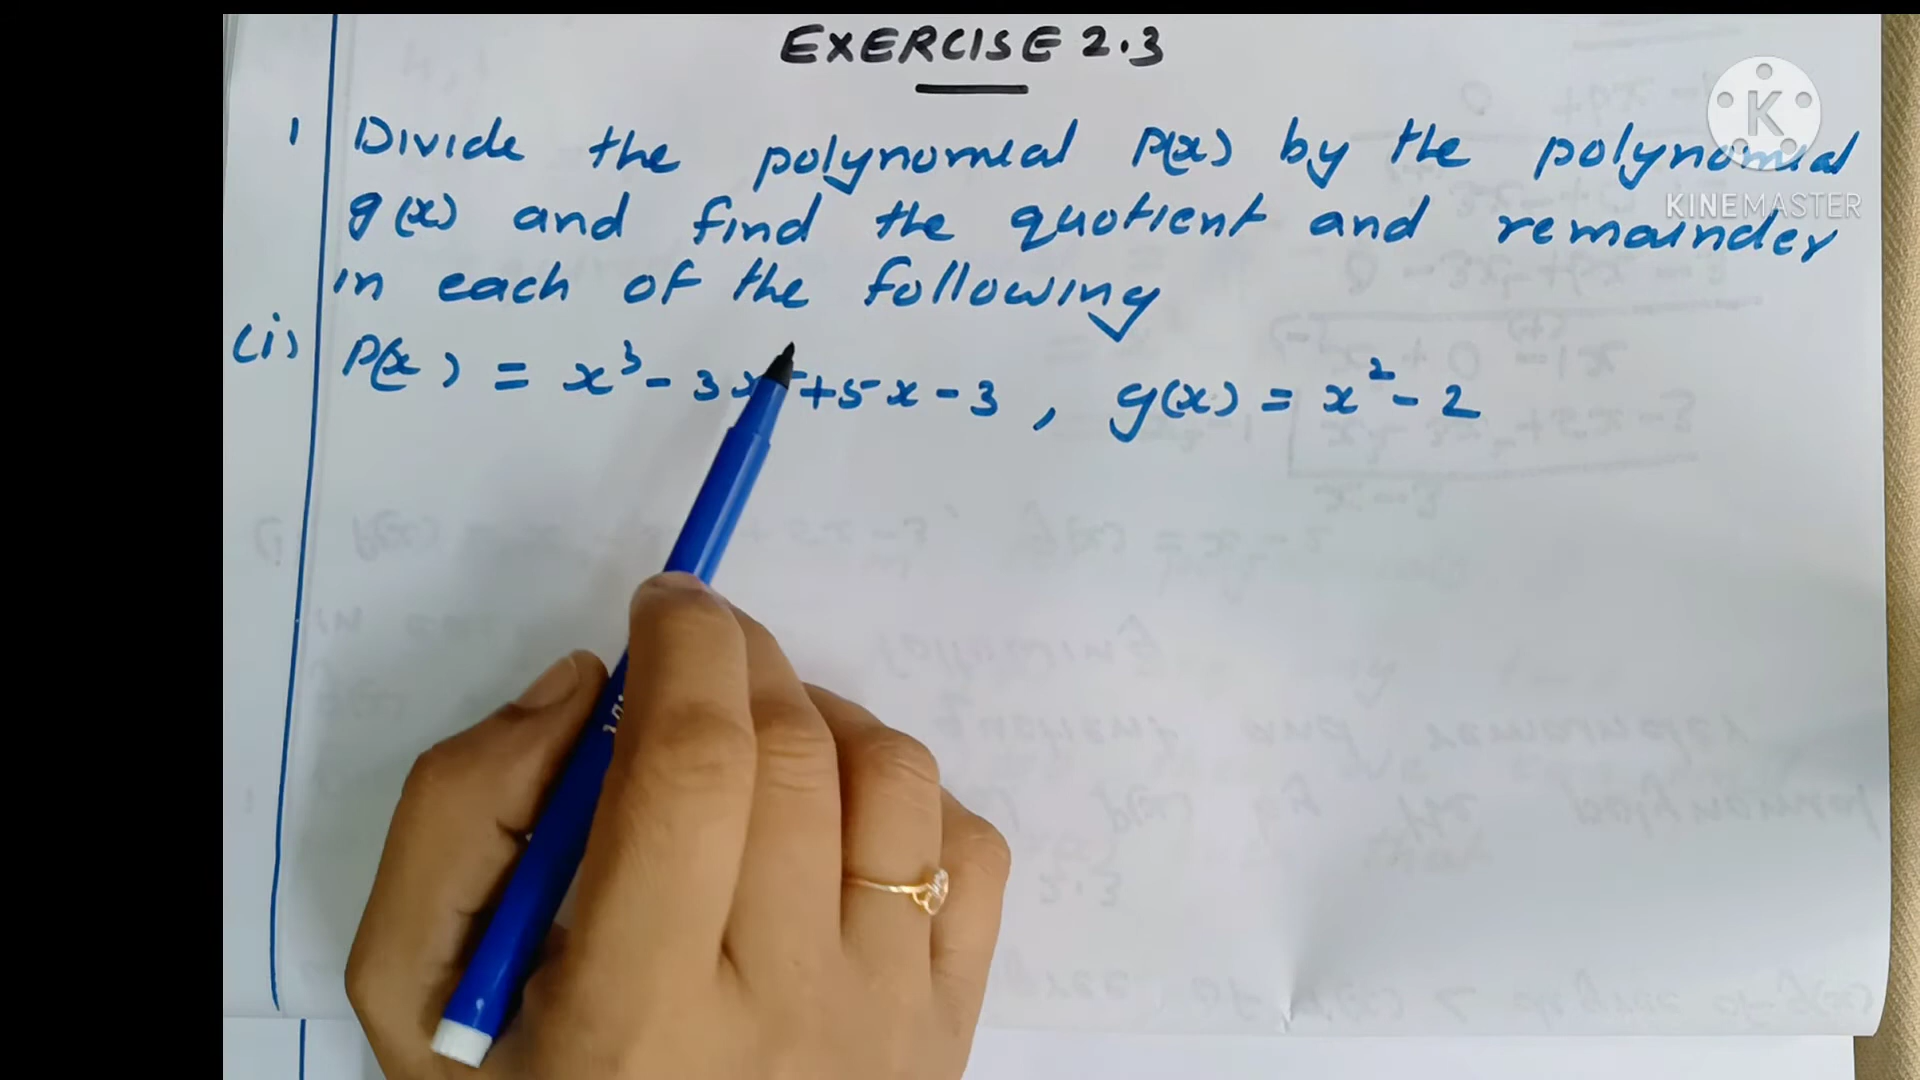 EXERCISE 2.3
1 Divide the polynomial P(x) by the polynomial
g(x) and find the quotient and remainder
in each of the following
(i) P(x) = x³ - 3x² + 5x - 3, g(x) = x² - 2
K
KINEMASTER